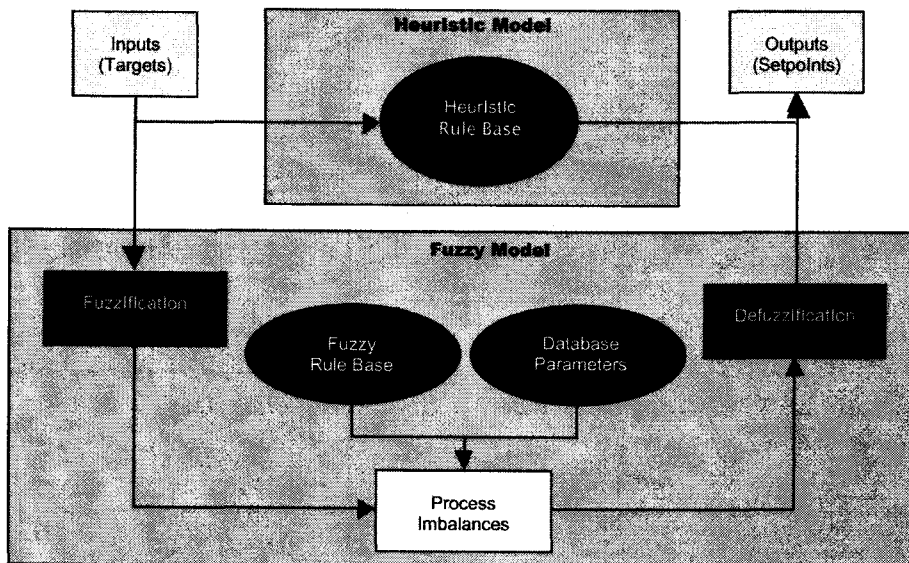 Inputs
(Targets)
Heuristic Model
Outputs
(Setpoints)
Heuristic
Rule Base
Fuzzy Model
Fuzzification
Defuzzification
Fuzzy
Rule Base
Database
Parameters
Process
Imbalances